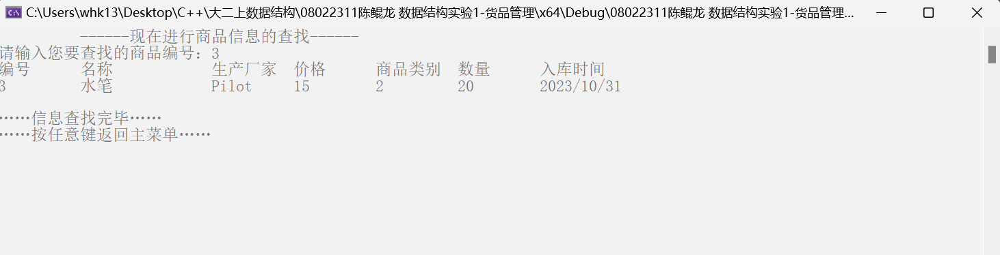 C:\Users\whk13\Desktop\C++\大二上数据结构\08022311陈鲲龙 数据结构实验1-货品管理\x64\Debug\08022311陈鲲龙 数据结构实验1-货品管理...
------现在进行商品信息的查找------
请输入您要查找的商品编号：3
编号 名称 生产厂家 价格 商品类别 数量 入库时间
3 水笔 Pilot 15 2 20 2023/10/31
……信息查找完毕……
……按任意键返回主菜单……